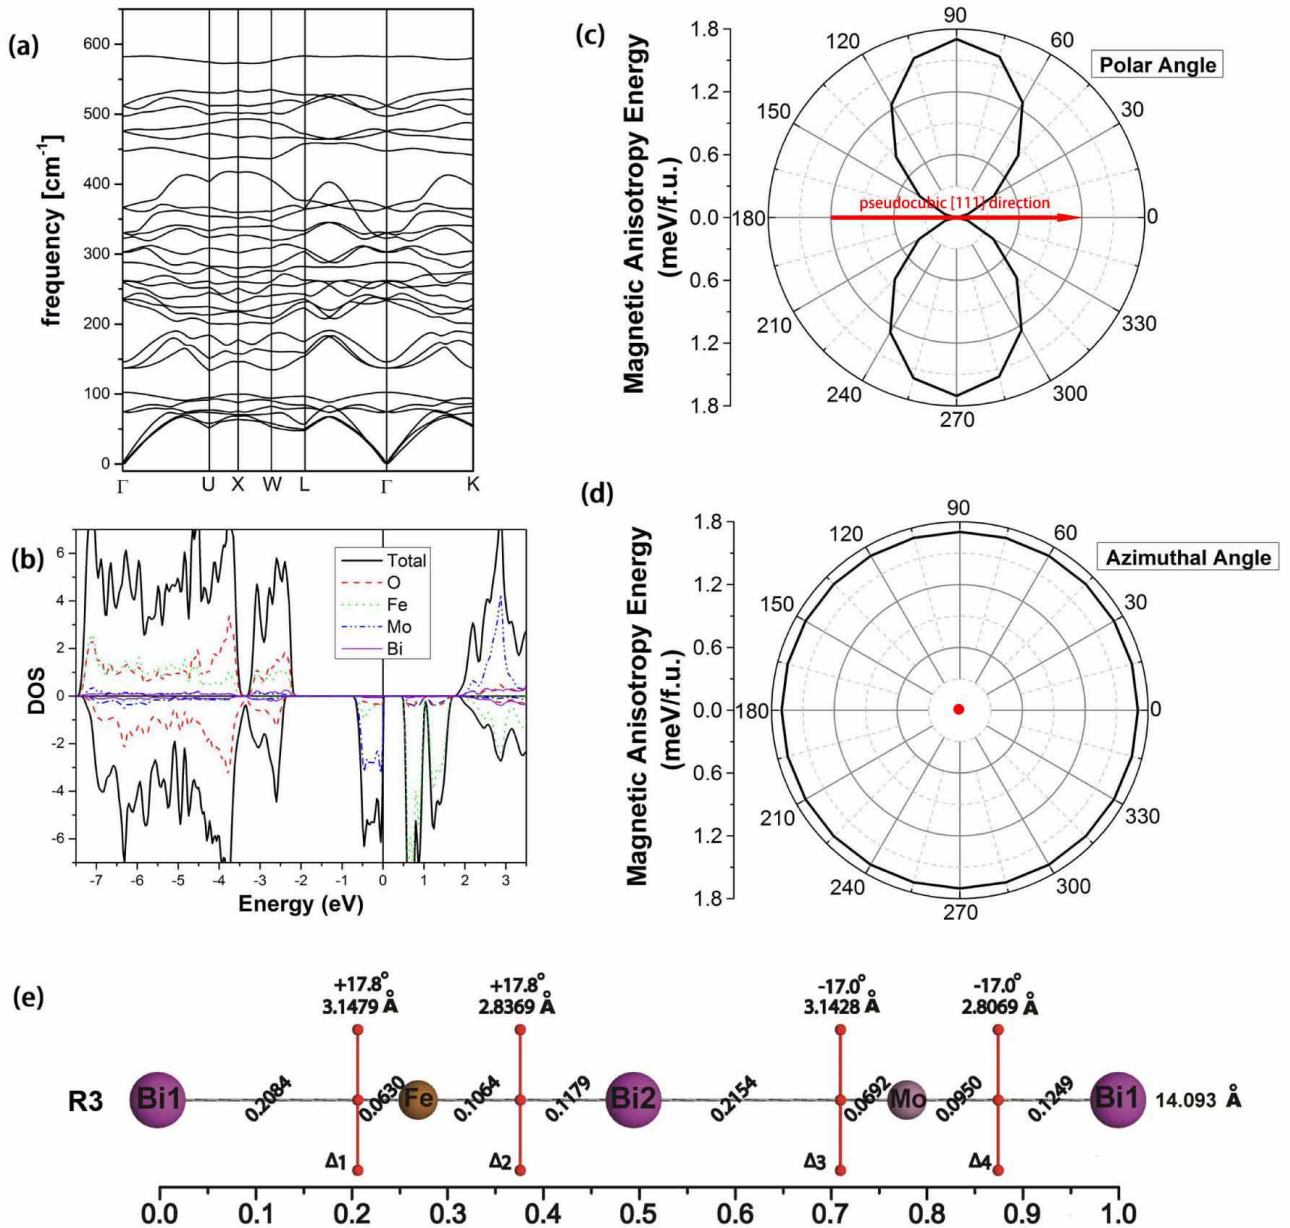 (a)
frequency [cm-1]
600
500
400
300
200
100
0
Γ U X W L Γ K
(b)
DOS
6
4
2
0
-2
-4
-6
Total
O
Fe
Mo
Bi
-7 -6 -5 -4 -3 -2 -1 0 1 2 3
Energy (eV)
(c)
Magnetic Anisotropy Energy
(meV/f.u.)
1.8
1.2
0.6
0.0
0.6
1.2
1.8
Polar Angle
90
120 60
150 30
180 0
210 330
240 300
270
pseudocubic [111] direction
(d)
Magnetic Anisotropy Energy
(meV/f.u.)
1.8
1.2
0.6
0.0
0.6
1.2
1.8
Azimuthal Angle
90
120 60
150 30
180 0
210 330
240 300
270
(e)
+17.8° +17.8° -17.0° -17.0°
3.1479 Å 2.8369 Å 3.1428 Å 2.8069 Å
R3 Bi1 0.2084 0.0630 Fe 0.1064 0.1179 Bi2 0.2154 0.0692 Mo 0.0950 0.1249 Bi1 14.093 Å
Δ1 Δ2 Δ3 Δ4
0.0 0.1 0.2 0.3 0.4 0.5 0.6 0.7 0.8 0.9 1.0